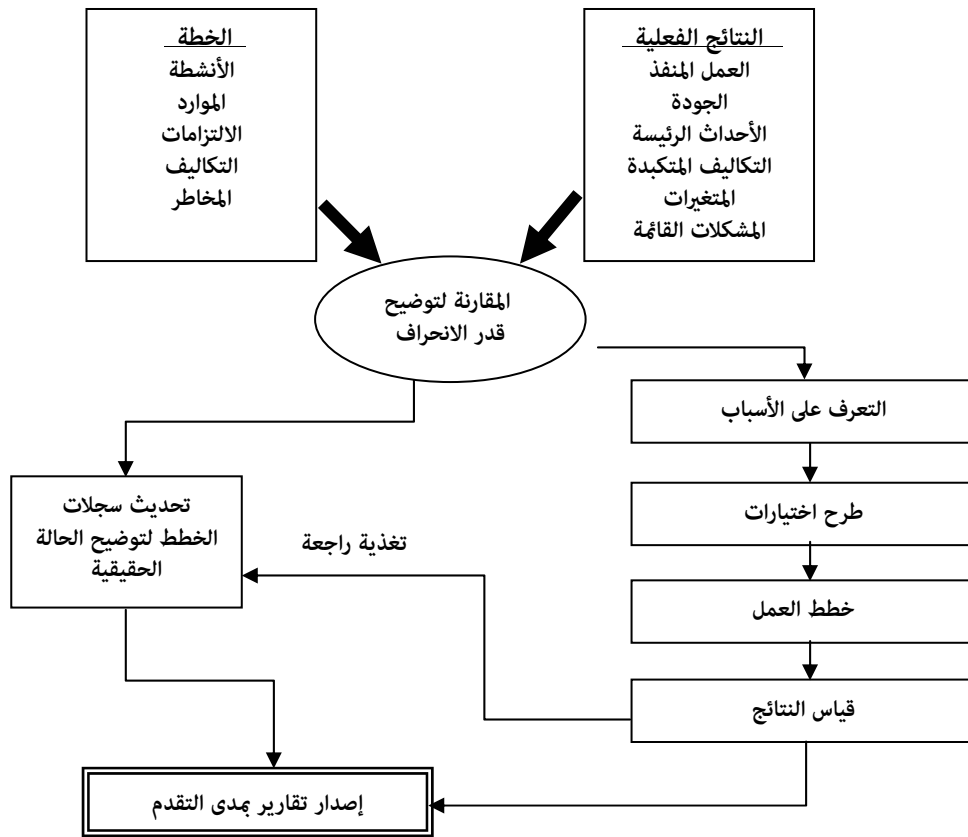 النتائج الفعلية
العمل المنفذ
الجودة
الأحداث الرئيسة
التكاليف المتكبدة
المتغيرات
المشكلات القائمة
الخطة
الأنشطة
الموارد
الالتزامات
التكاليف
المخاطر
المقارنة لتوضيح
قدر الانحراف
التعرف على الأسباب
طرح اختيارات
خطط العمل
قياس النتائج
تغذية راجعة
تحديث سجلات
الخطط لتوضيح الحالة
الحقيقية
إصدار تقارير بمدى التقدم